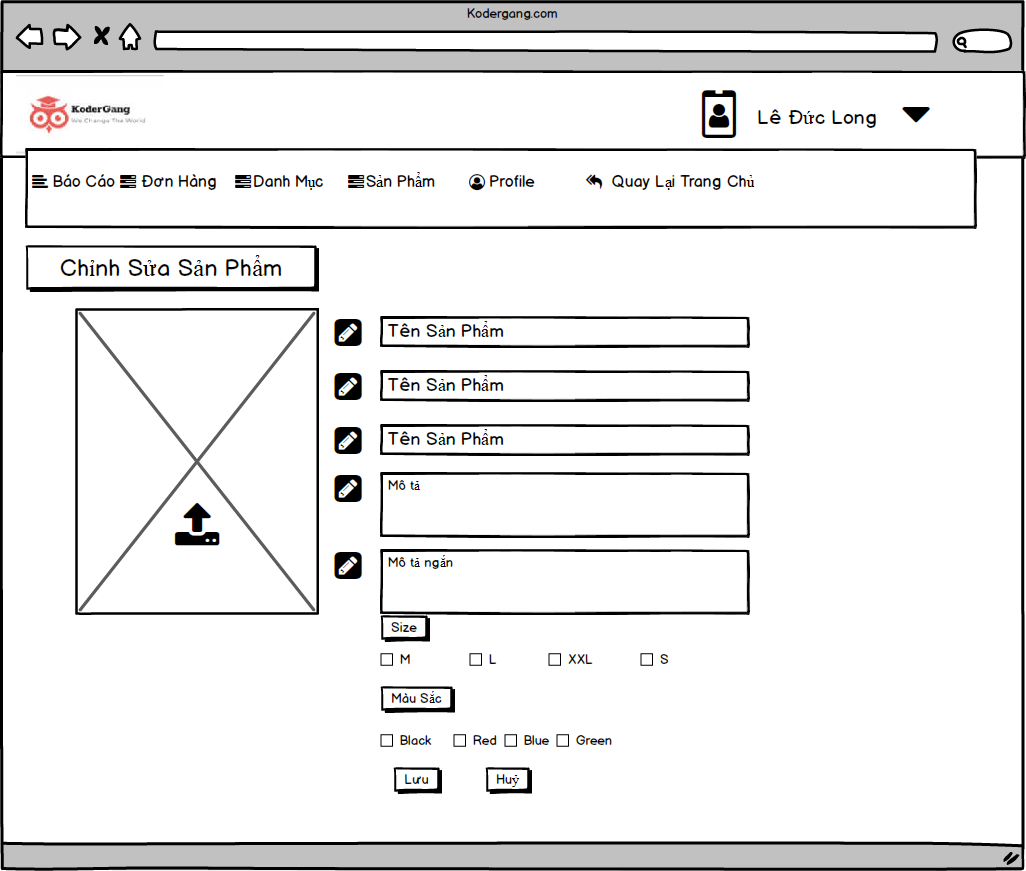 Kodergang.com
KoderGang
We Change The World
Lê Đức Long
Báo Cáo Đơn Hàng Danh Mục Sản Phẩm Profile Quay Lại Trang Chủ
Chỉnh Sửa Sản Phẩm
Tên Sản Phẩm
Tên Sản Phẩm
Tên Sản Phẩm
Mô tả
Mô tả ngắn
Size
M L XXL S
Màu Sắc
Black Red Blue Green
Lưu Huỷ